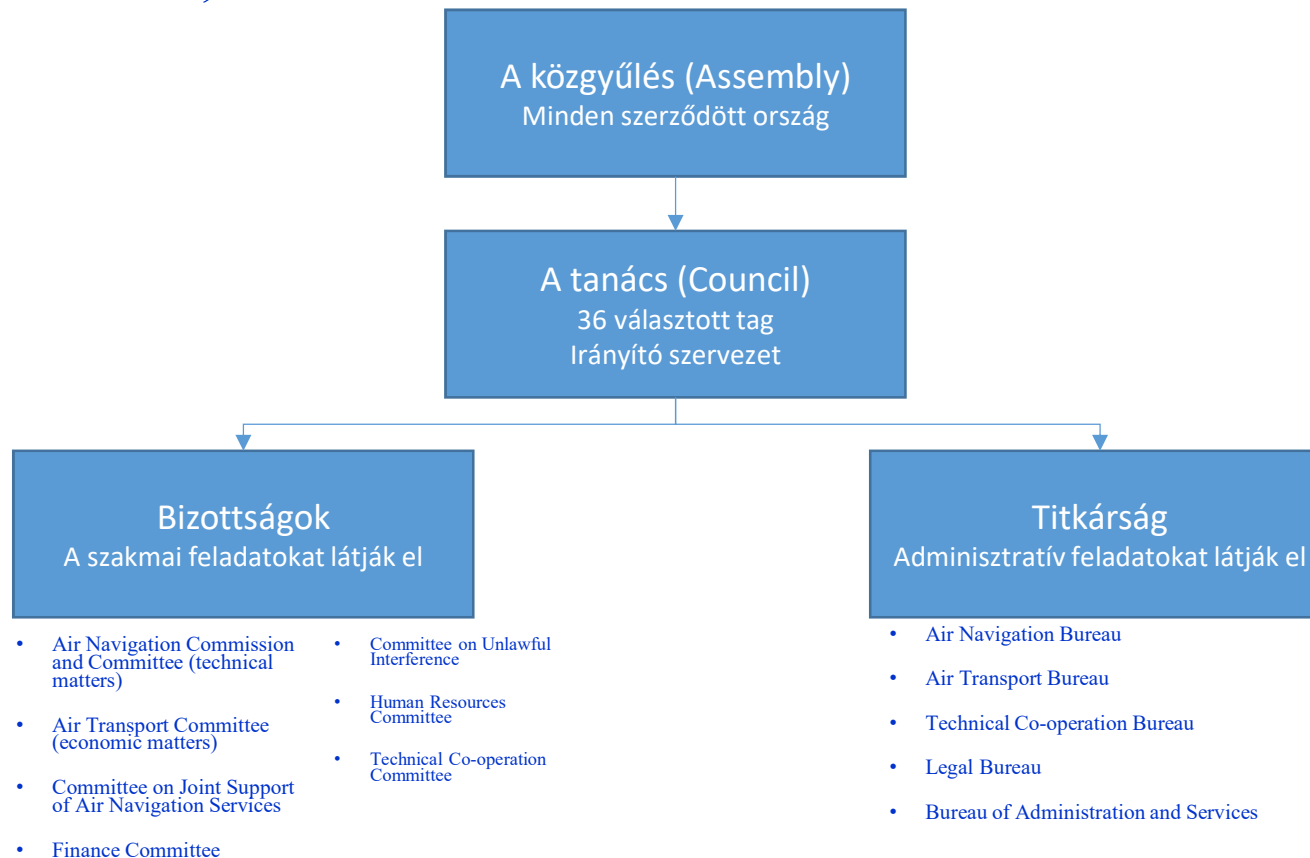 A közgyűlés (Assembly)
Minden szerződött ország
A tanács (Council)
36 választott tag
Irányító szervezet
Bizottságok
A szakmai feladatokat látják el
Titkárság
Adminisztratív feladatokat látják el
• Air Navigation Commission
and Committee (technical
matters)
• Air Transport Committee
(economic matters)
• Committee on Joint Support
of Air Navigation Services
• Finance Committee
• Committee on Unlawful
Interference
• Human Resources
Committee
• Technical Co-operation
Committee
• Air Navigation Bureau
• Air Transport Bureau
• Technical Co-operation Bureau
• Legal Bureau
• Bureau of Administration and Services